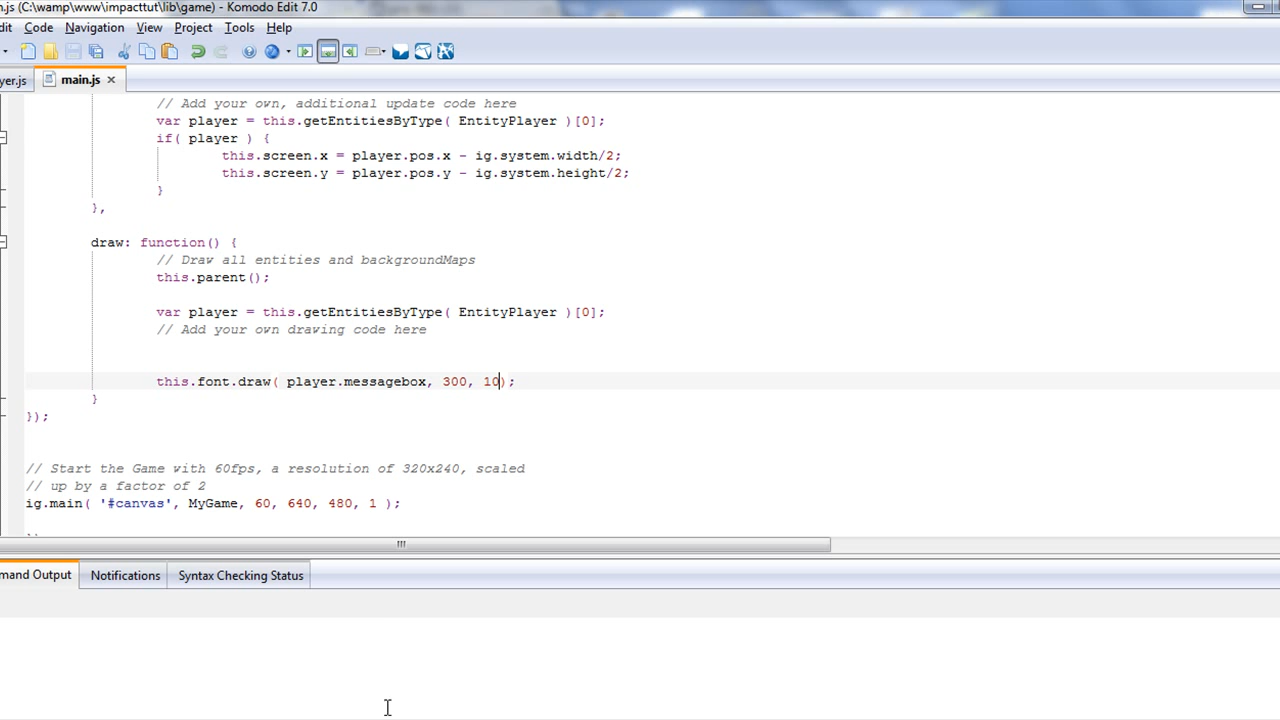 n.js (C:\wamp\www\impacttut\lib\game) - Komodo Edit 7.0
dit Code Navigation View Project Tools Help
yer.js main.js
// Add your own, additional update code here
var player = this.getEntitiesByType( EntityPlayer )[0];
if( player ) {
this.screen.x = player.pos.x - ig.system.width/2;
this.screen.y = player.pos.y - ig.system.height/2;
}
},
draw: function() {
// Draw all entities and backgroundMaps
this.parent();
var player = this.getEntitiesByType( EntityPlayer )[0];
// Add your own drawing code here
this.font.draw( player.messagebox, 300, 10);
}
});
// Start the Game with 60fps, a resolution of 320x240, scaled
// up by a factor of 2
ig.main( '#canvas', MyGame, 60, 640, 480, 1 );
mand Output Notifications Syntax Checking Status